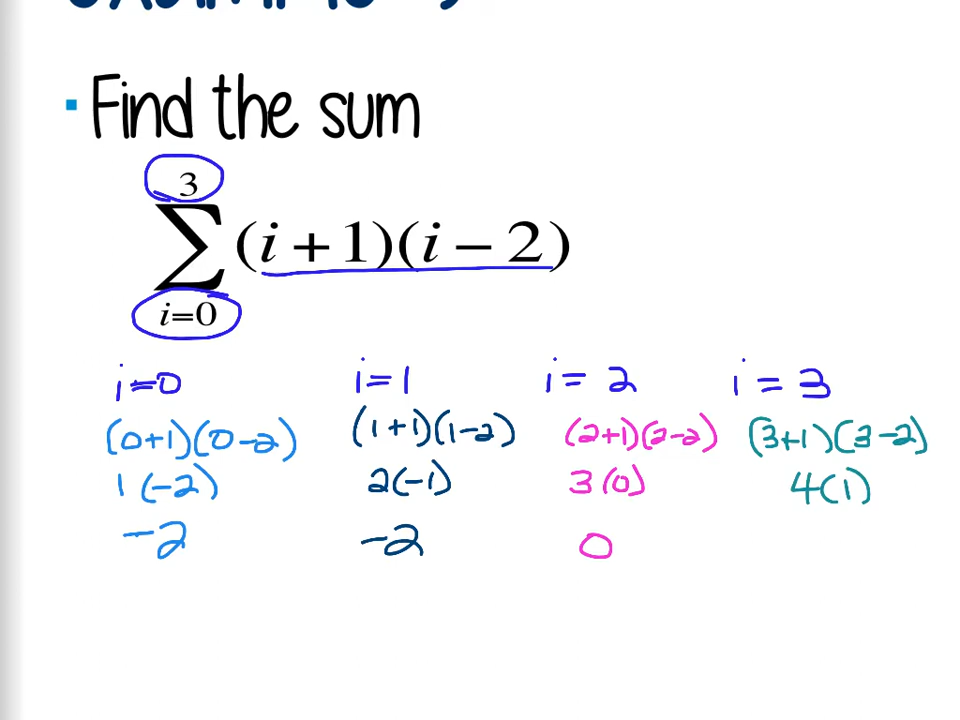 · Find the sum
3
∑ (i + 1)(i − 2)
i=0
i=0 i=1 i=2 i=3
(0+1)(0-2) (1+1)(1-2) (2+1)(2-2) (3+1)(3-2)
1(-2) 2(-1) 3(0) 4(1)
-2 -2 0